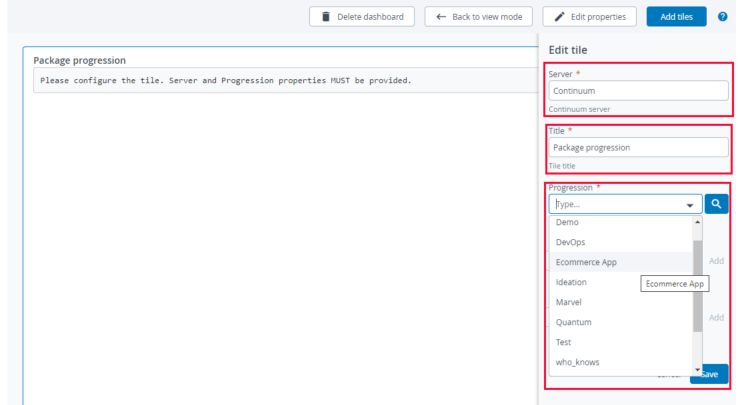 Delete dashboard
Back to view mode
Edit properties
Add tiles
?
Package progression
Please configure the tile. Server and Progression properties MUST be provided.
Edit tile
Server *
Continuum
Continuum server
Title *
Package progression
Tile title
Progression *
Type...
Demo
DevOps
Ecommerce App
Add
Ideation
Ecommerce App
Marvel
Quantum
Add
Test
who_knows
Save